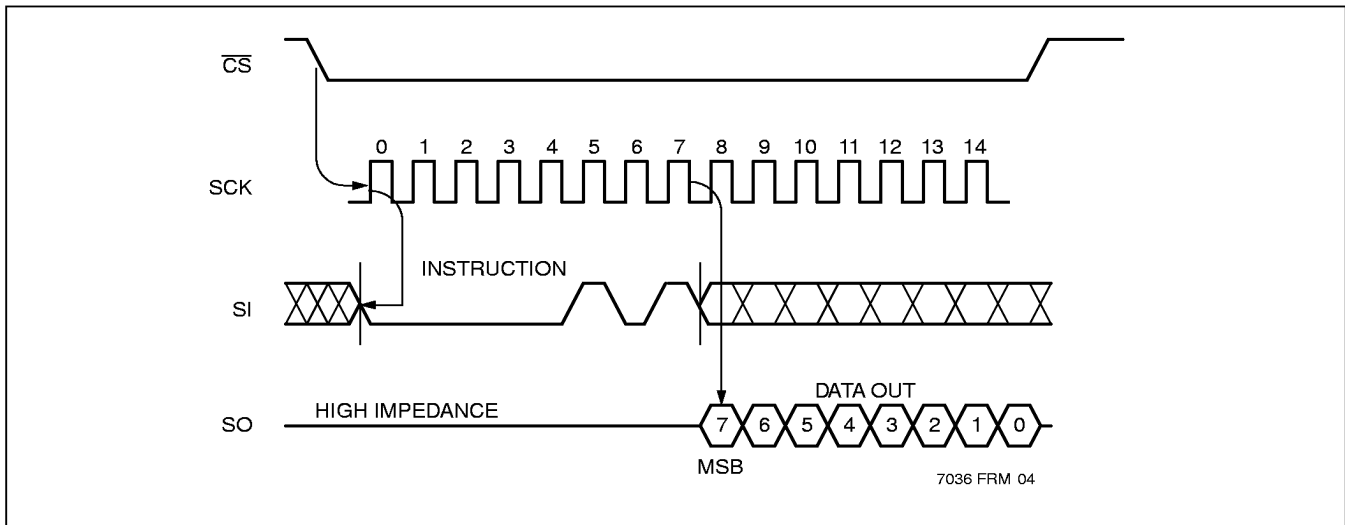 CS
0 1 2 3 4 5 6 7 8 9 10 11 12 13 14
SCK
INSTRUCTION
SI
DATA OUT
HIGH IMPEDANCE
SO
7 6 5 4 3 2 1 0
MSB
7036 FRM 04